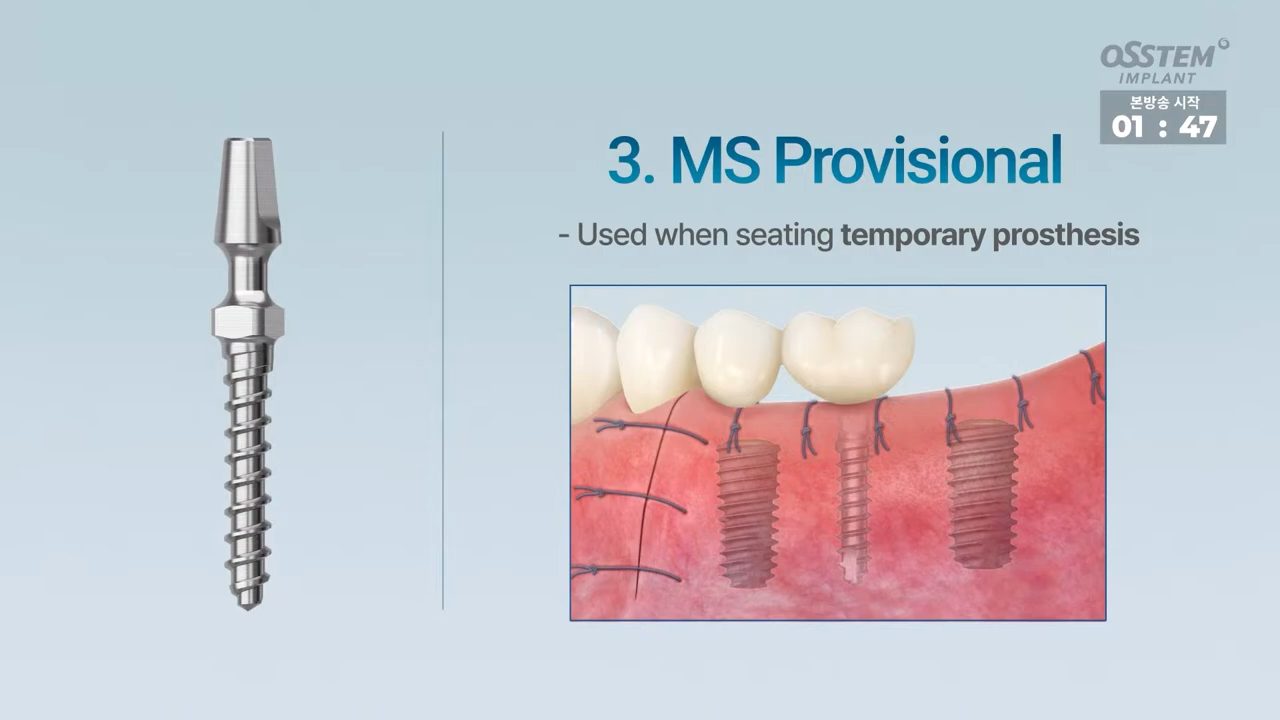 OSSTEM
IMPLANT
본방송 시작
01 : 47
3. MS Provisional
- Used when seating temporary prosthesis